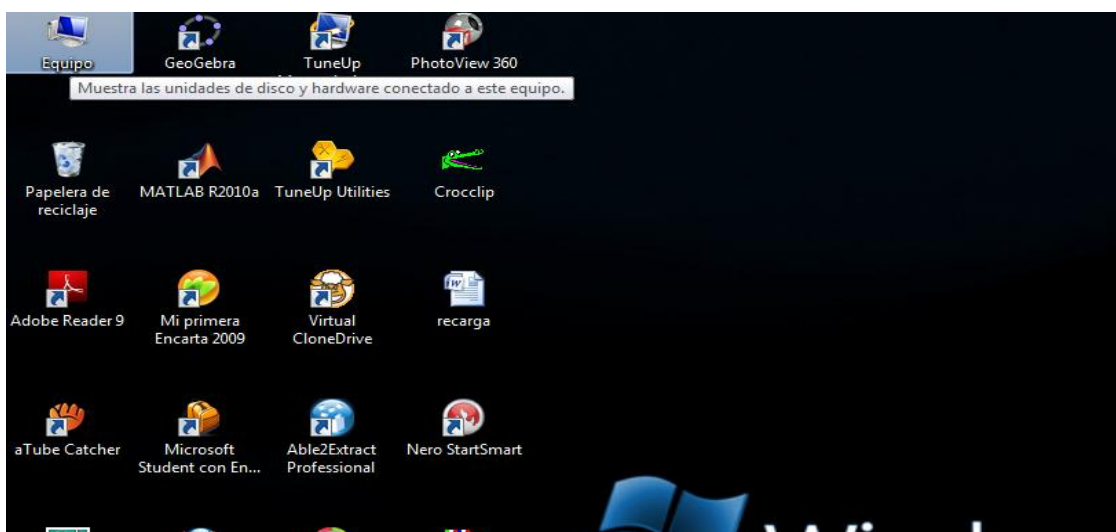 Equipo
GeoGebra
TuneUp
PhotoView 360
Muestra las unidades de disco y hardware conectado a este equipo.
Papelera de
reciclaje
MATLAB R2010a
TuneUp Utilities
Crocclip
Adobe Reader 9
Mi primera
Encarta 2009
Virtual
CloneDrive
recarga
aTube Catcher
Microsoft
Student con En...
Able2Extract
Professional
Nero StartSmart